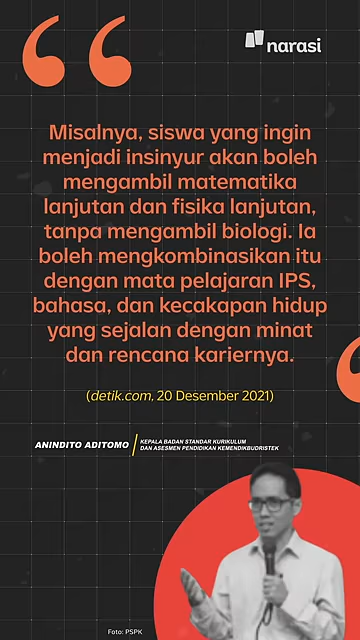 narasi
Misalnya, siswa yang ingin
menjadi insinyur akan boleh
mengambil matematika
lanjutan dan fisika lanjutan,
tanpa mengambil biologi. Ia
boleh mengkombinasikan itu
dengan mata pelajaran IPS,
bahasa, dan kecakapan hidup
yang sejalan dengan minat
dan rencana kariernya.
(detik.com, 20 Desember 2021)
ANINDITO ADITOMO
KEPALA BADAN STANDAR KURIKULUM
DAN ASESMEN PENDIDIKAN KEMENDIKBUDRISTEK
Foto: PSPK